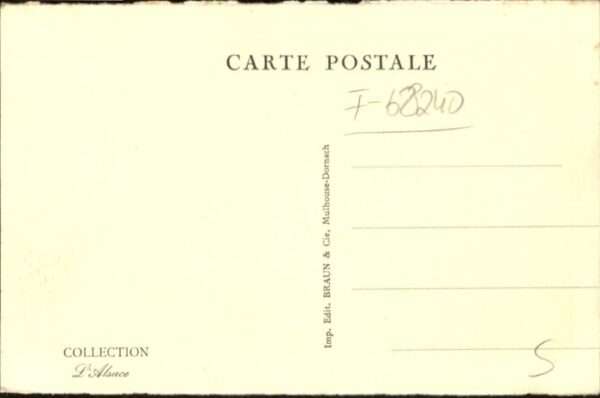 CARTE POSTALE
F-68240
Imp. Edit. BRAUN & Cie, Mulhouse-Dornach
COLLECTION
L'Alsace
S